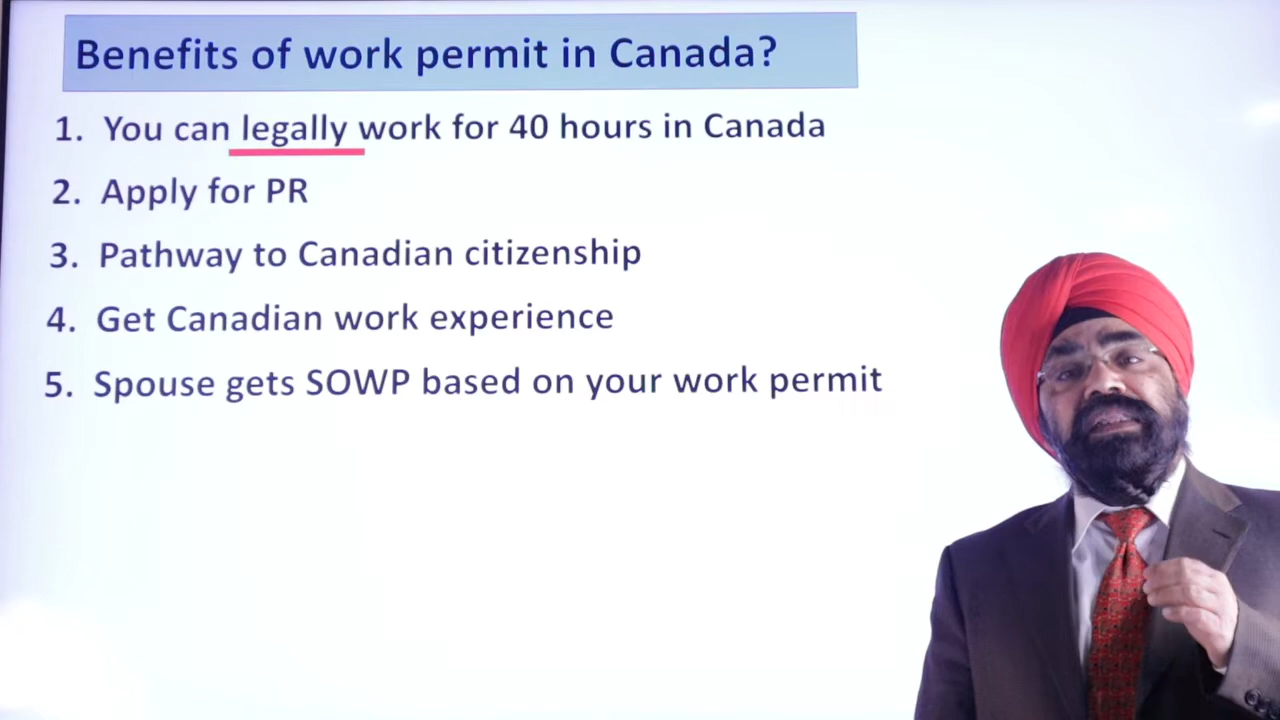 Benefits of work permit in Canada?
1. You can legally work for 40 hours in Canada
2. Apply for PR
3. Pathway to Canadian citizenship
4. Get Canadian work experience
5. Spouse gets SOWP based on your work permit